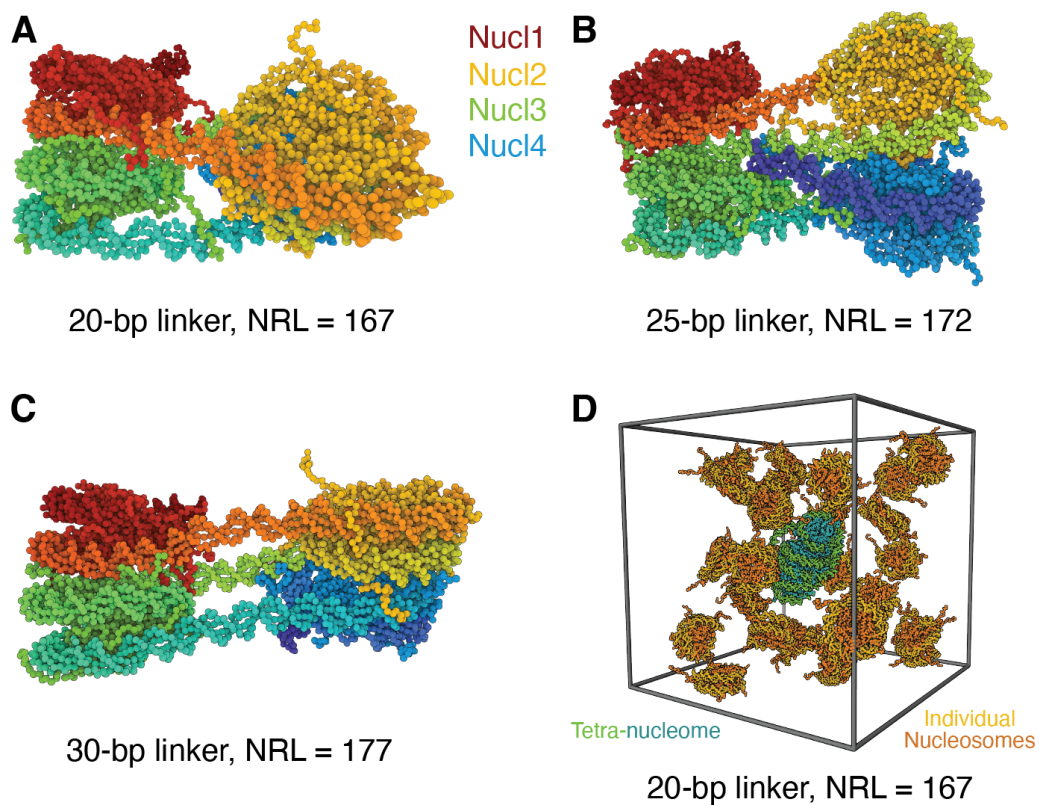 A
Nucl1
Nucl2
Nucl3
Nucl4
B
20-bp linker, NRL = 167
25-bp linker, NRL = 172
C
D
Tetra-nucleome
Individual
Nucleosomes
30-bp linker, NRL = 177
20-bp linker, NRL = 167